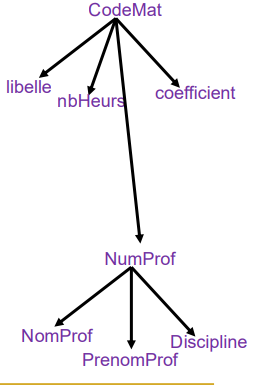 CodeMat
libelle
nbHeurs
coefficient
NumProf
NomProf
PrenomProf
Discipline